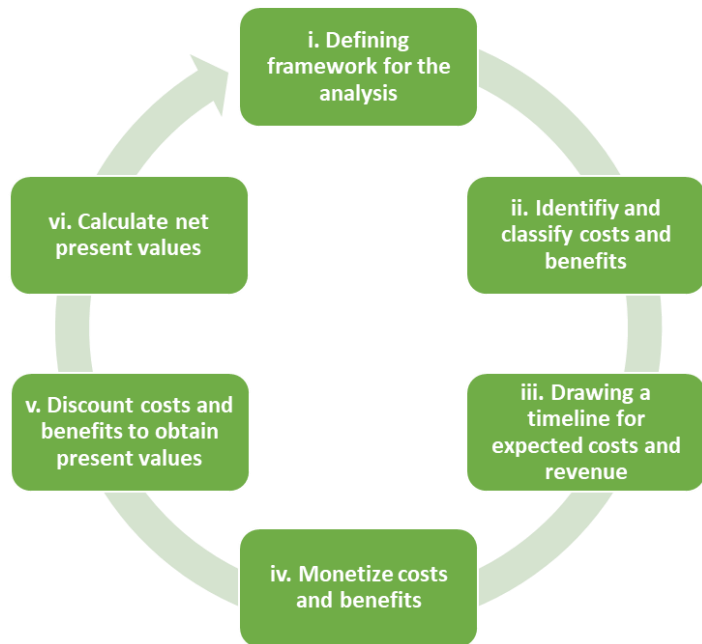 i. Defining
framework for the
analysis
ii. Identifiy and
classify costs and
benefits
iii. Drawing a
timeline for
expected costs and
revenue
iv. Monetize costs
and benefits
v. Discount costs and
benefits to obtain
present values
vi. Calculate net
present values